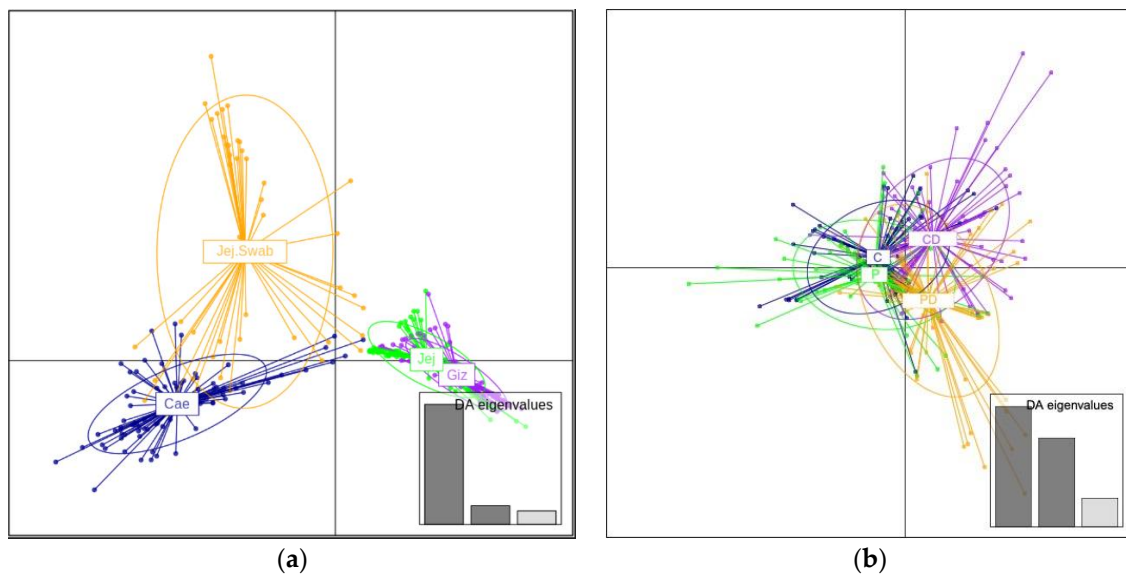 Jej.Swab
Jej
Giz
Cae
DA eigenvalues
(a)
CD
C
P
PD
DA eigenvalues
(b)